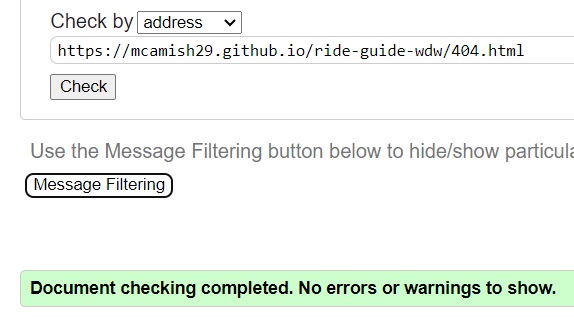 Check by address
https://mcamish29.github.io/ride-guide-wdw/404.html
Check
Use the Message Filtering button below to hide/show particula
Message Filtering
Document checking completed. No errors or warnings to show.